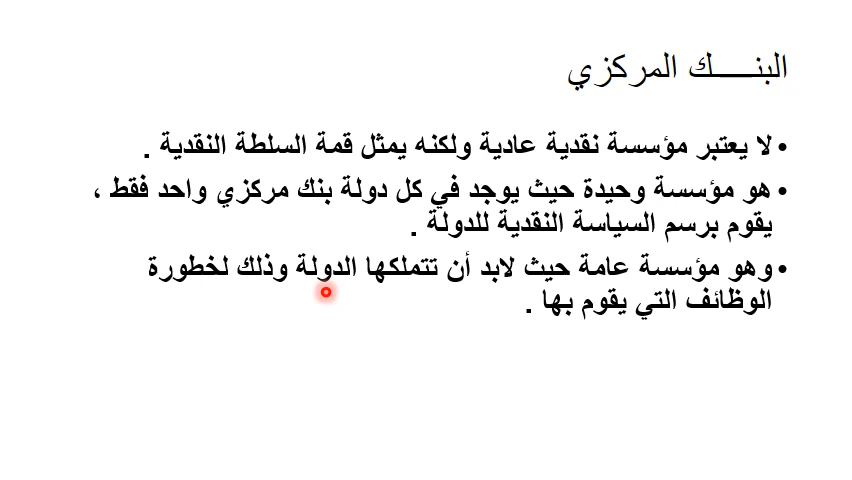 البنـــــك المركزي
• لا يعتبر مؤسسة نقدية عادية ولكنه يمثل قمة السلطة النقدية .
• هو مؤسسة وحيدة حيث يوجد في كل دولة بنك مركزي واحد فقط ،
يقوم برسم السياسة النقدية للدولة .
• وهو مؤسسة عامة حيث لابد أن تتملكها الدولة وذلك لخطورة
الوظائف التي يقوم بها .